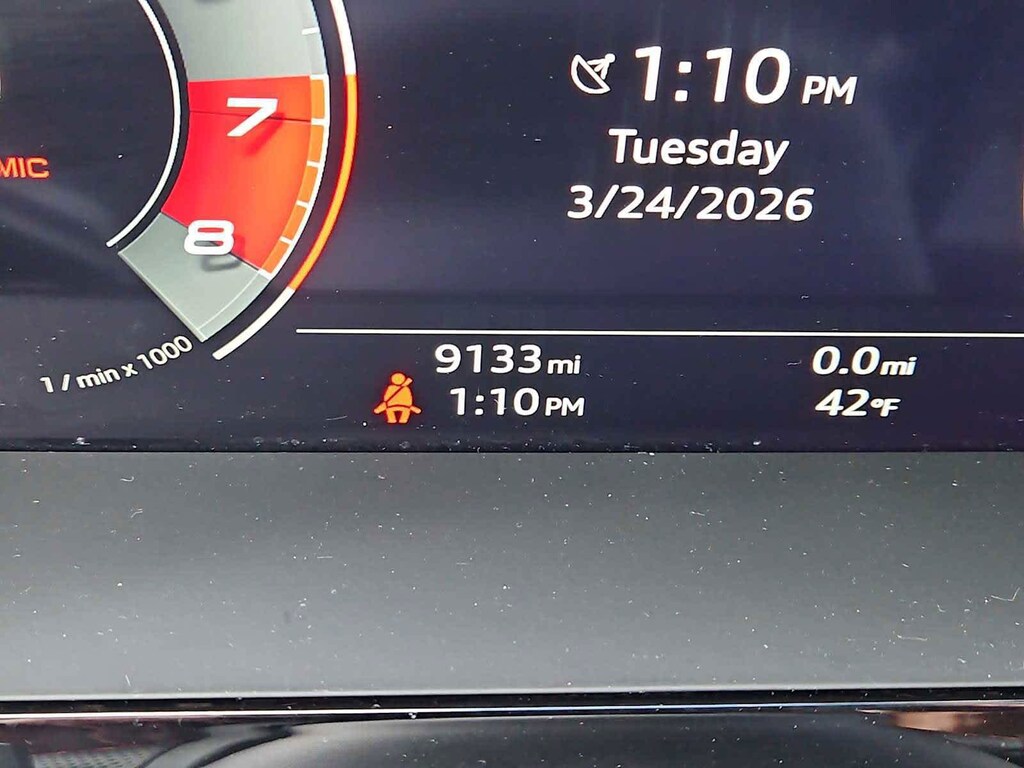 1:10 PM
Tuesday
3/24/2026
7
MIC
8
1 / min x 1000
9133 mi
0.0 mi
1:10 PM
42°F